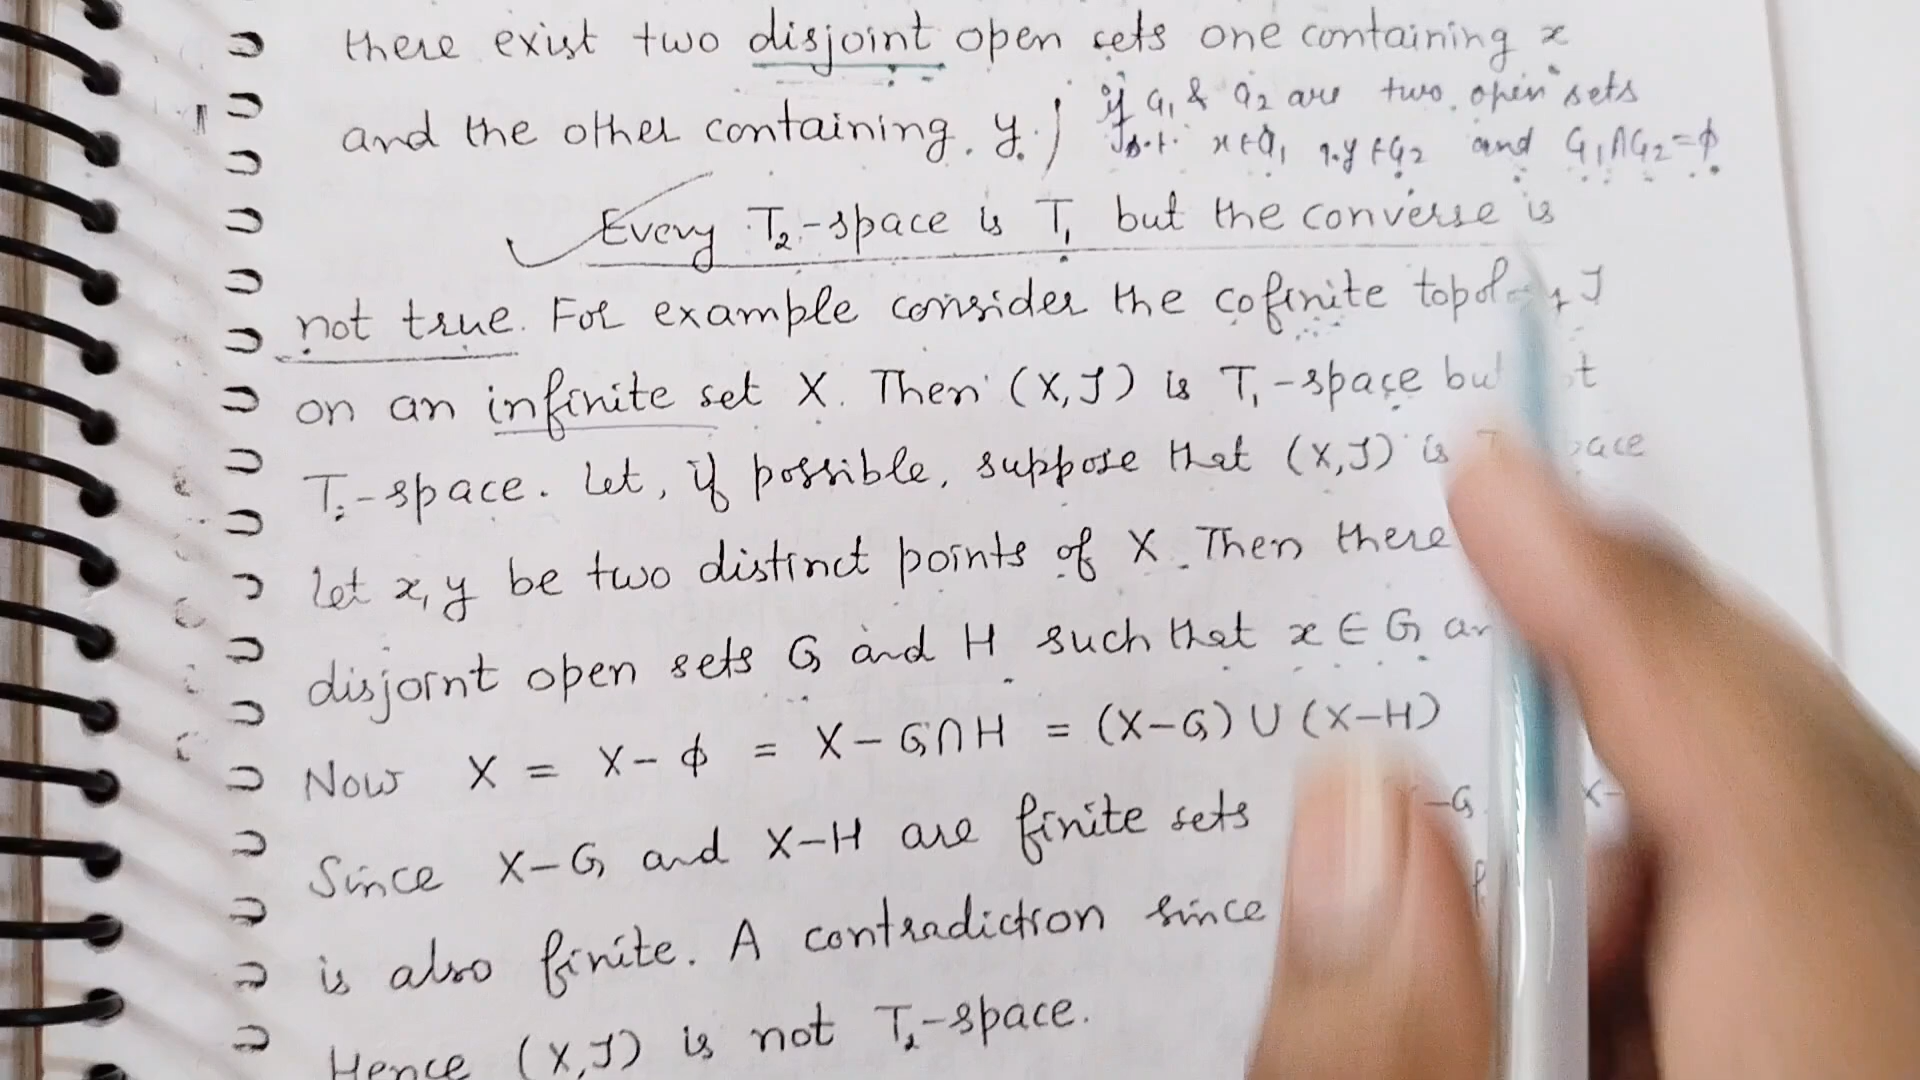 there exist two disjoint open sets one containing x
and the other containing y.
if G₁ & G₂ are two open sets
s.t. x∈G₁, y∈G₂ and G₁∩G₂=ϕ
Every T₂-space is T₁ but the converse is
not true. For example consider the cofinite J
on an infinite set X. Then (X,J) is T₁-space
T₂-space. Let, if possible, suppose that (X,J) is
Let x,y be two distinct points of X. Then there
disjoint open sets G and H such that x∈G
Now X = X-ϕ = X-G∩H = (X-G)∪(X-H)
Since X-G and X-H are finite sets
is also finite. A contradiction since
Hence (X,J) is not T₂-space.